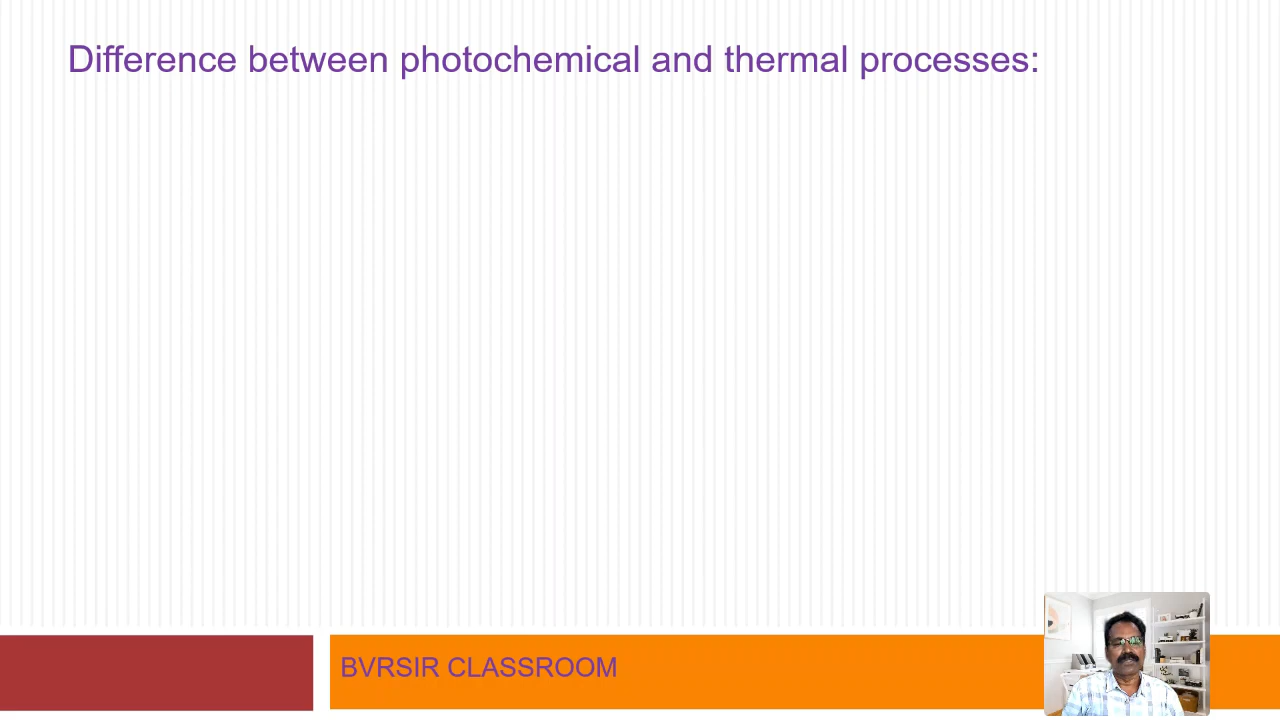 Difference between photochemical and thermal processes:
BVRSIR CLASSROOM